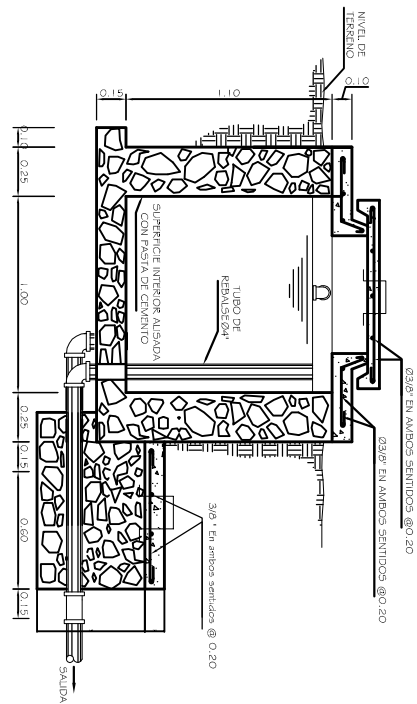 Ø3/8" EN AMBOS SENTIDOS @0.20
Ø3/8" EN AMBOS SENTIDOS @0.20
NIVEL DE
TERRENO
0.10
1.10
0.15
TUBO DE
REBALSE Ø4"
SUPERFICIE INTERIOR ALISADA
CON PASTA DE CEMENTO
3/8 " En ambos sentidos @ 0.20
SALIDA
0.10
0.25
1.00
0.25
0.15
0.60
0.15